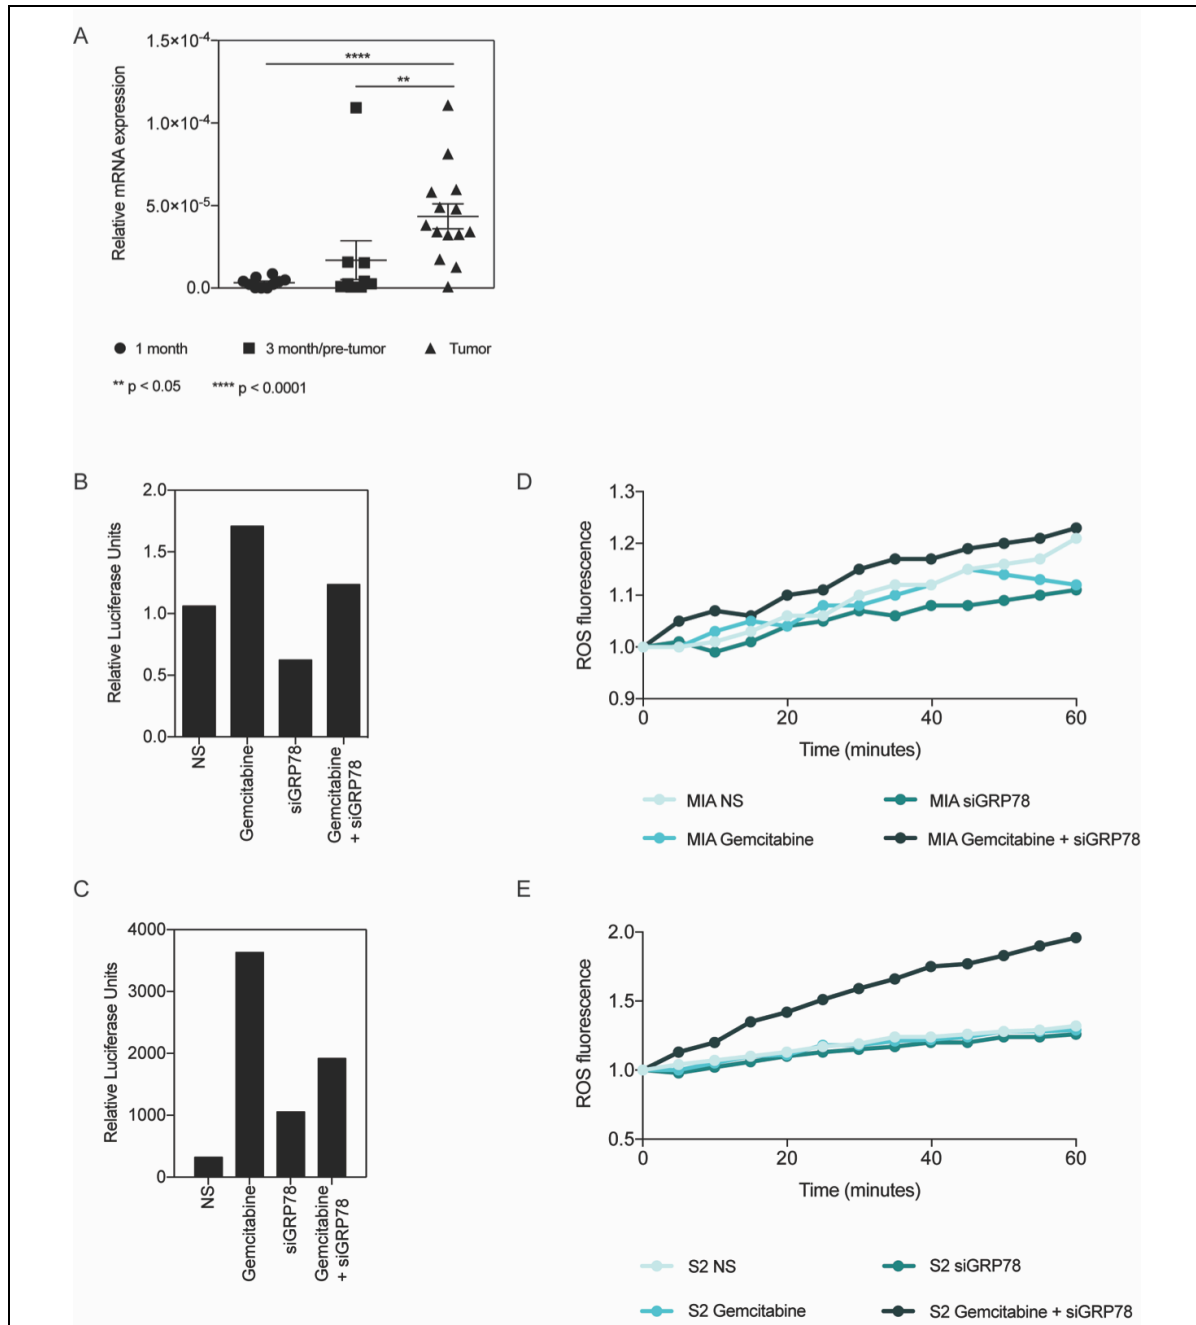 A
Relative mRNA expression
1.5×10⁻⁴
1.0×10⁻⁴
5.0×10⁻⁵
0.0
****
**
1 month
3 month/pre-tumor
Tumor
** p < 0.05
**** p < 0.0001
B
Relative Luciferase Units
2.0
1.5
1.0
0.5
0.0
NS
Gemcitabine
siGRP78
Gemcitabine
+ siGRP78
D
ROS fluorescence
1.3
1.2
1.1
1.0
0.9
0
20
40
60
Time (minutes)
MIA NS
MIA siGRP78
MIA Gemcitabine
MIA Gemcitabine + siGRP78
C
Relative Luciferase Units
4000
3000
2000
1000
0
NS
Gemcitabine
siGRP78
Gemcitabine
+ siGRP78
E
ROS fluorescence
2.0
1.5
1.0
0.5
0
20
40
60
Time (minutes)
S2 NS
S2 siGRP78
S2 Gemcitabine
S2 Gemcitabine + siGRP78